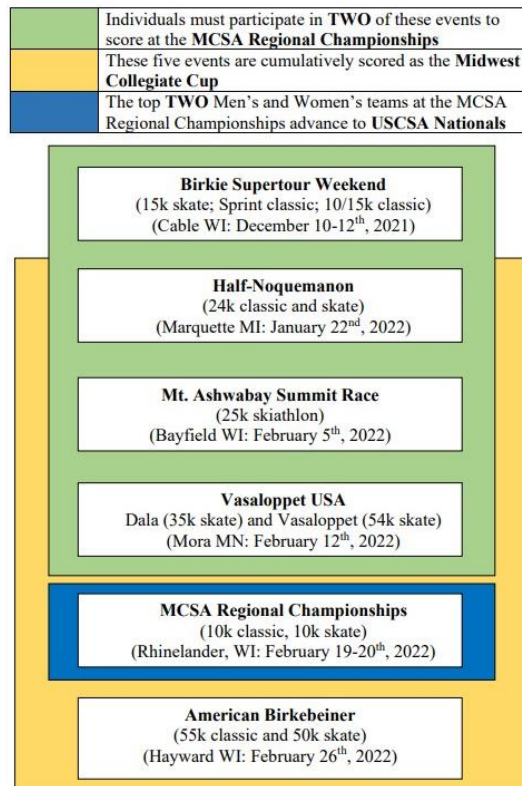 Individuals must participate in TWO of these events to
score at the MCSA Regional Championships
These five events are cumulatively scored as the Midwest
Collegiate Cup
The top TWO Men’s and Women’s teams at the MCSA
Regional Championships advance to USCSA Nationals
Birkie Supertour Weekend
(15k skate; Sprint classic; 10/15k classic)
(Cable WI: December 10-12th, 2021)
Half-Noquemanon
(24k classic and skate)
(Marquette MI: January 22nd, 2022)
Mt. Ashwabay Summit Race
(25k skiathlon)
(Bayfield WI: February 5th, 2022)
Vasaloppet USA
Dala (35k skate) and Vasaloppet (54k skate)
(Mora MN: February 12th, 2022)
MCSA Regional Championships
(10k classic, 10k skate)
(Rhinelander, WI: February 19-20th, 2022)
American Birkebeiner
(55k classic and 50k skate)
(Hayward WI: February 26th, 2022)